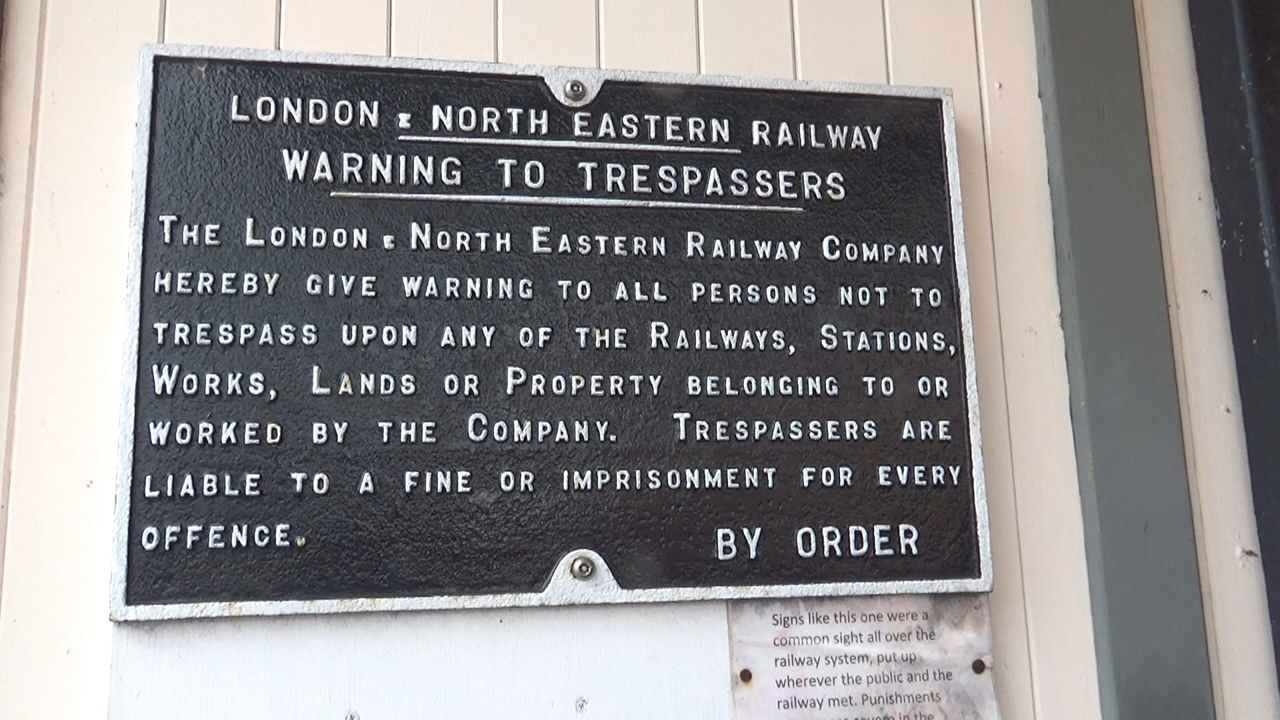 LONDON & NORTH EASTERN RAILWAY
WARNING TO TRESPASSERS
THE LONDON & NORTH EASTERN RAILWAY COMPANY
HEREBY GIVE WARNING TO ALL PERSONS NOT TO
TRESPASS UPON ANY OF THE RAILWAYS, STATIONS,
WORKS, LANDS OR PROPERTY BELONGING TO OR
WORKED BY THE COMPANY. TRESPASSERS ARE
LIABLE TO A FINE OR IMPRISONMENT FOR EVERY
OFFENCE. BY ORDER
Signs like this one were a
common sight all over the
railway system, put up
wherever the public and the
railway met. Punishments
in the